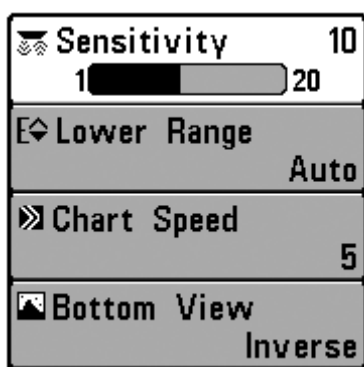 Sensitivity 10
1 20
Lower Range
Auto
Chart Speed
5
Bottom View
Inverse